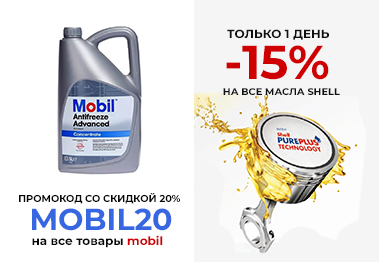 Mobil
Antifreeze
Advanced
Concentrate
ПРОМОКОД СО СКИДКОЙ 20%
MOBIL20
на все товары mobil
ТОЛЬКО 1 ДЕНЬ
-15%
НА ВСЕ МАСЛА SHELL
Shell
PUREPLUS
TECHNOLOGY